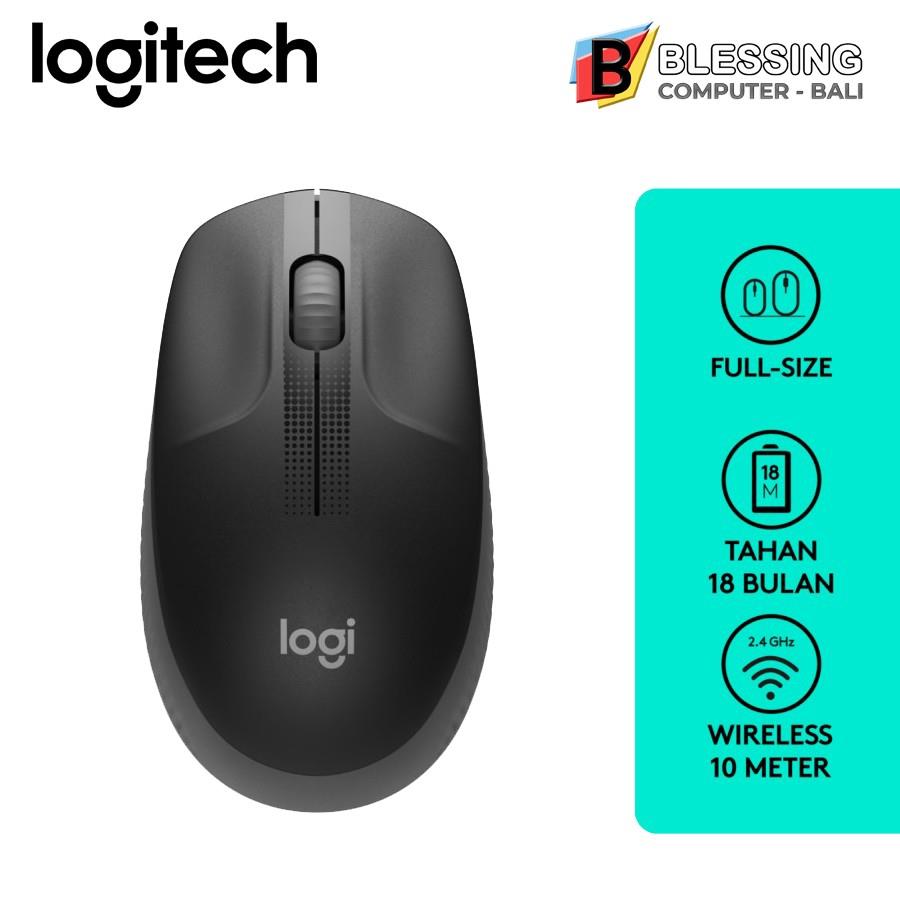 logitech
B
BLESSING
COMPUTER - BALI
FULL-SIZE
18
M
TAHAN
18 BULAN
2.4 GHz
WIRELESS
10 METER
logi